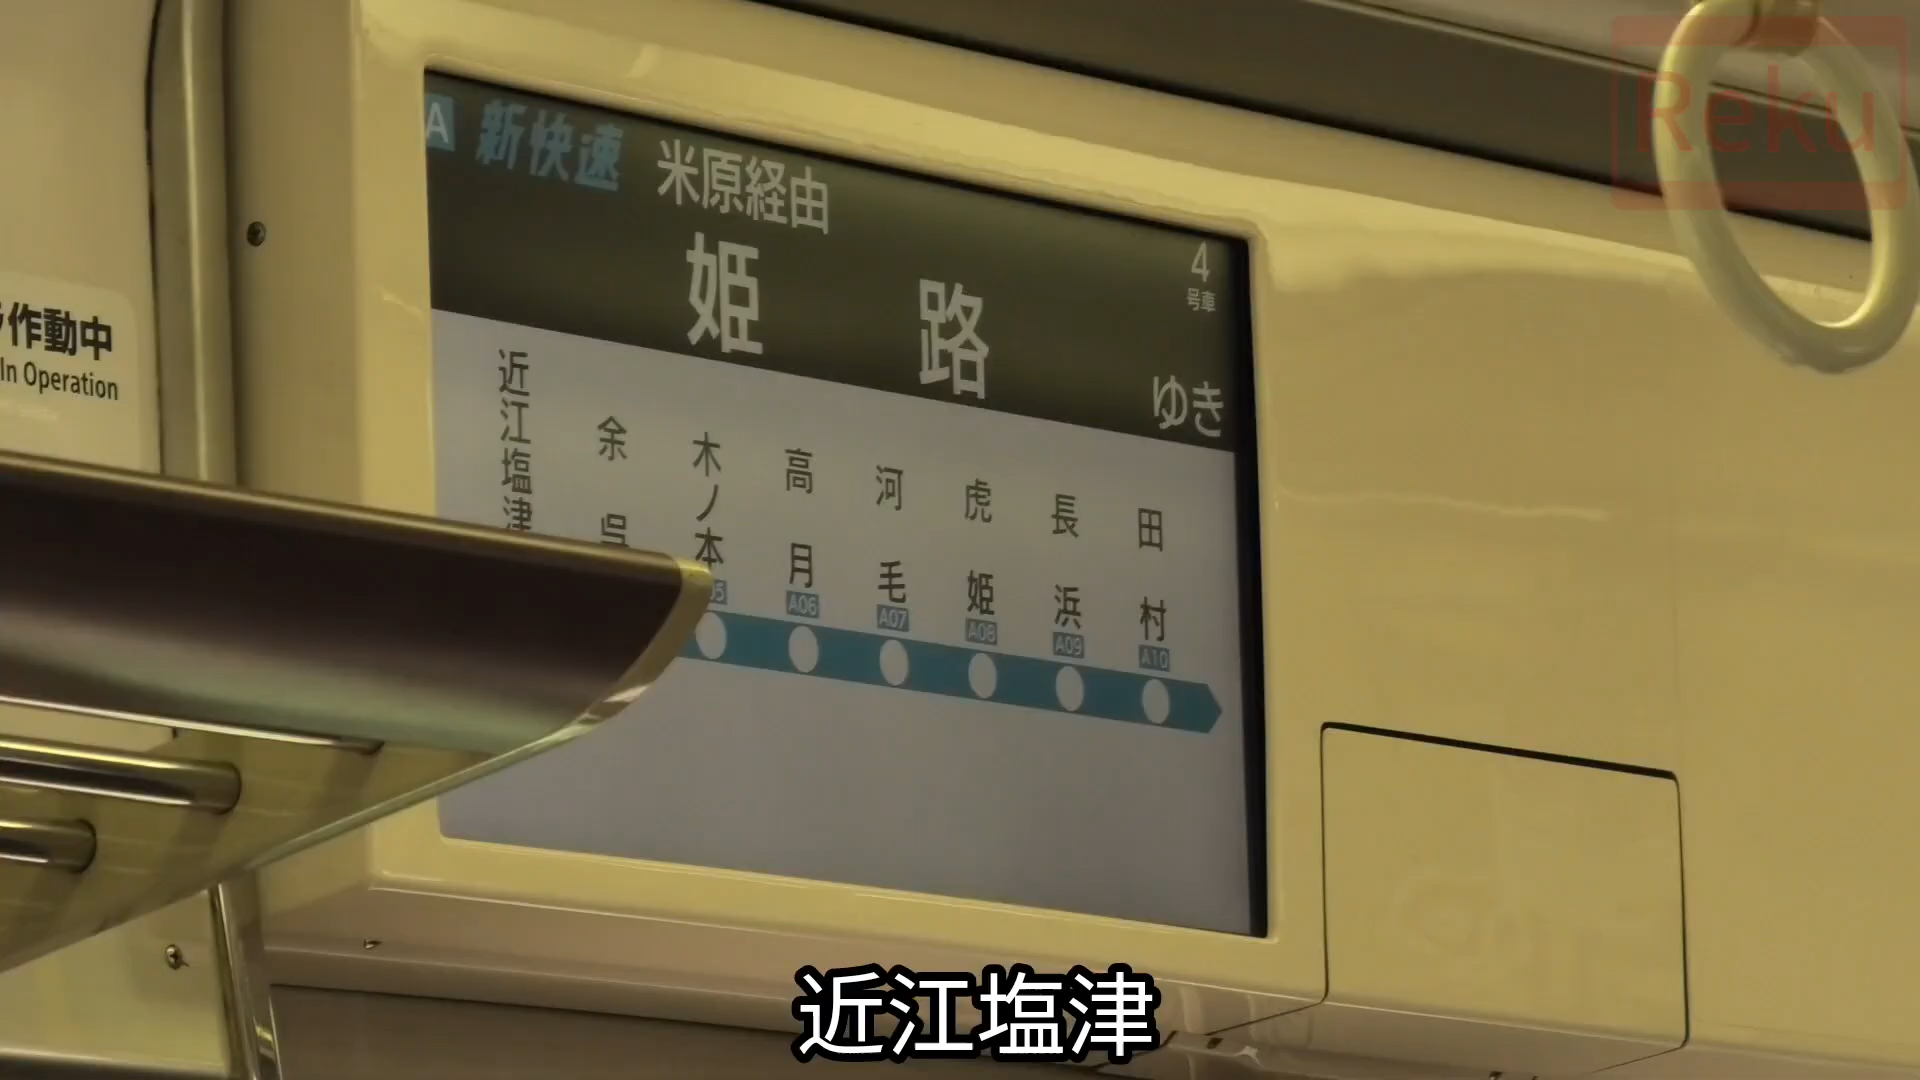 Reku
A 新快速 米原経由
4
号車
姫路
ゆき
作動中
In Operation
近江塩津
余呉
木ノ本
高月
河毛
虎姫
長浜
田村
A06
A07
A08
A09
A10
近江塩津